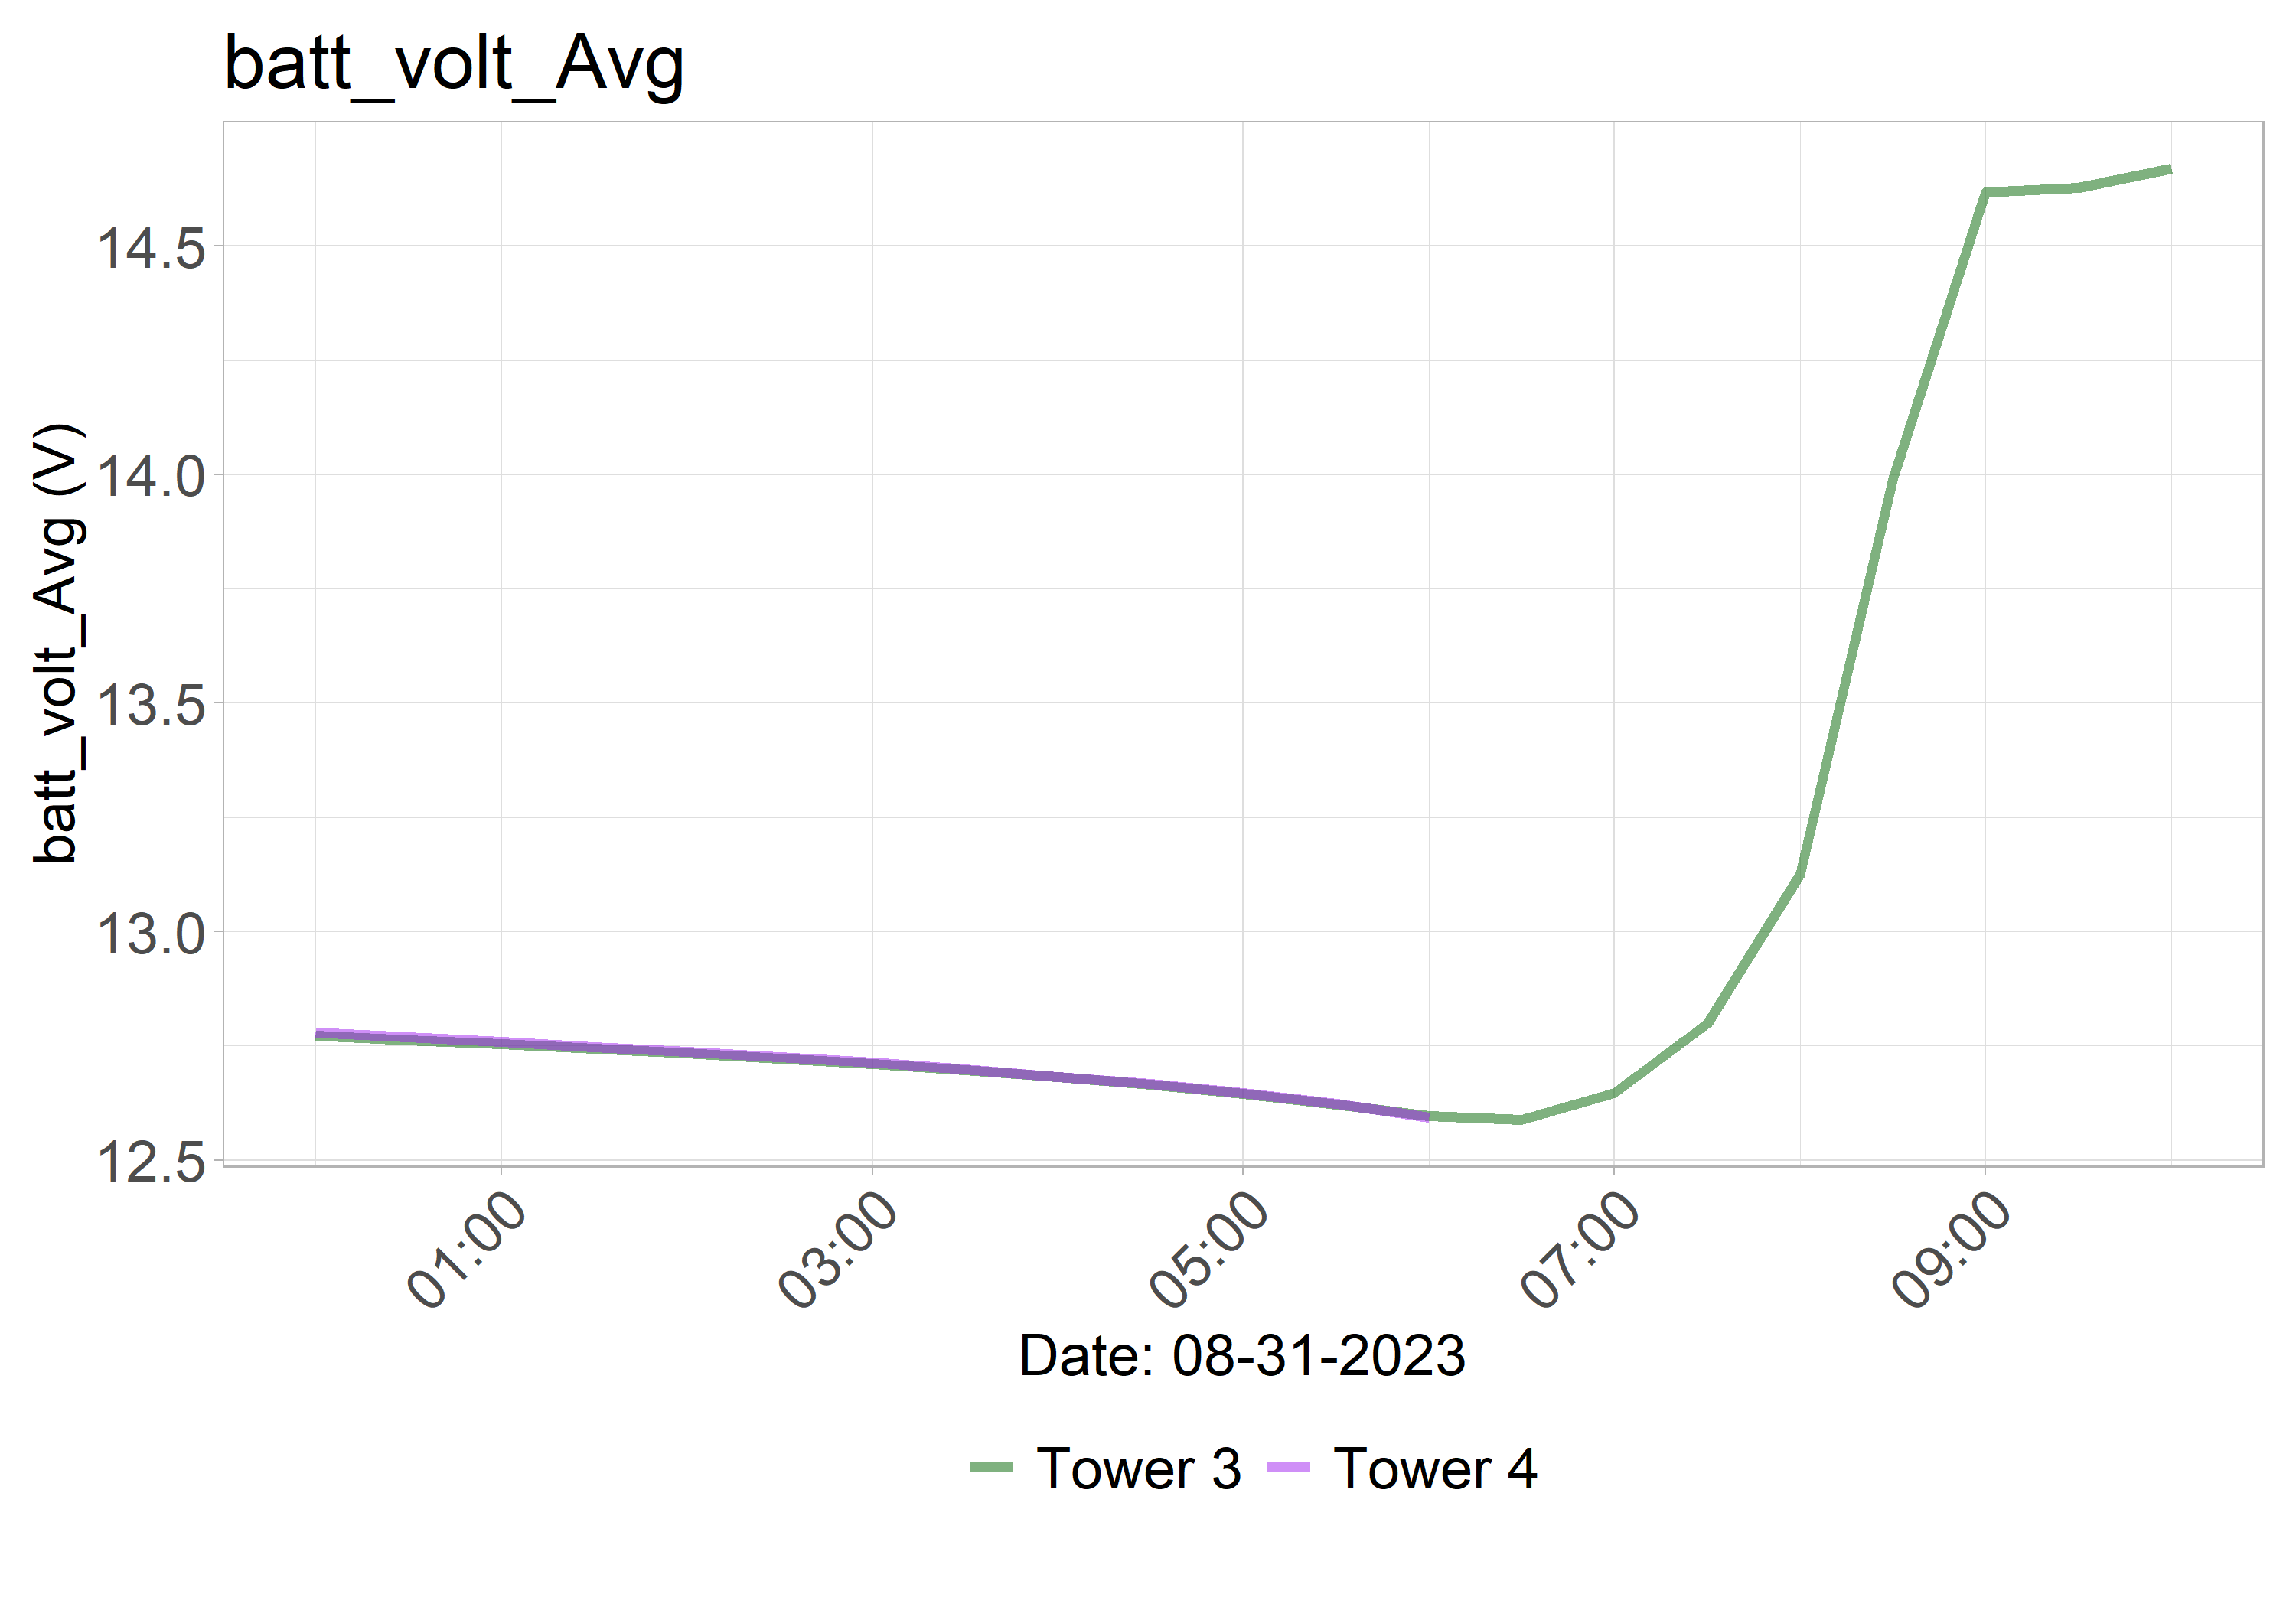 batt_volt_Avg
batt_volt_Avg (V)
14.5
14.0
13.5
13.0
12.5
01:00
03:00
05:00
07:00
09:00
Date: 08-31-2023
Tower 3
Tower 4